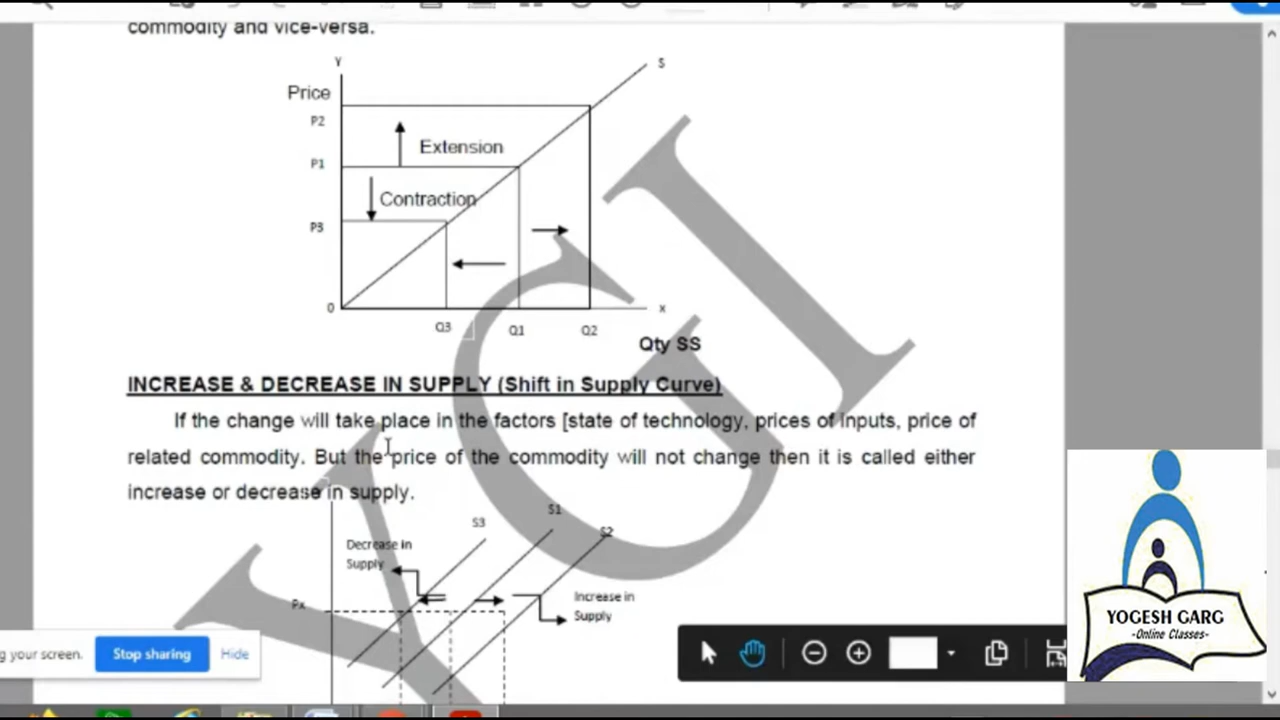 commodity and vice-versa.
Y
S
Price
P2
Extension
P1
Contraction
P3
0
X
Q3
Q1
Q2
Qty SS
INCREASE & DECREASE IN SUPPLY (Shift in Supply Curve)
If the change will take place in the factors [state of technology, prices of inputs, price of
related commodity. But the price of the commodity will not change then it is called either
increase or decrease in supply.
S3
S1
S2
Decrease in
Supply
Increase in
Supply
Px
YGI
g your screen.
Stop sharing
Hide
YOGESH GARG
-Online Classes-